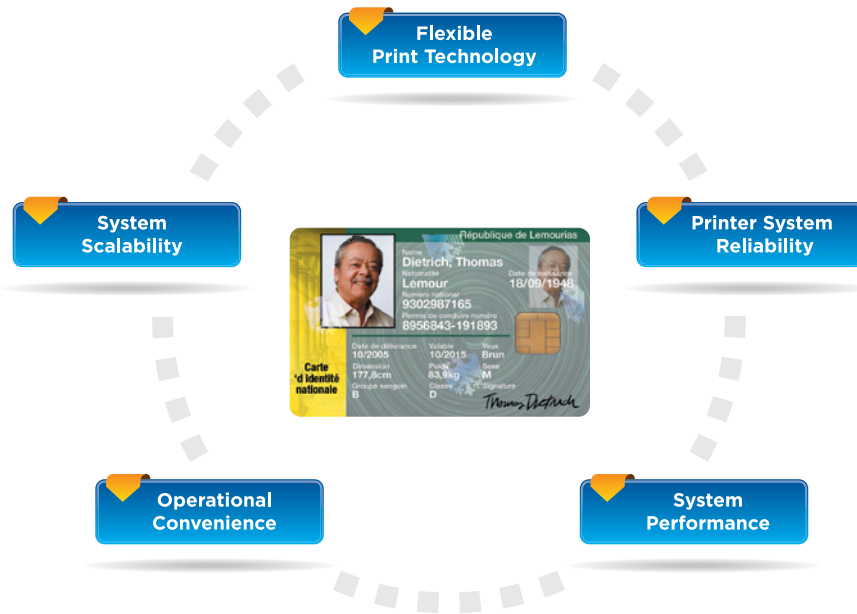 Flexible
Print Technology
System
Scalability
Printer System
Reliability
République de Lemourias
Name
Dietrich, Thomas
Nationalité
Lemour
Date de naissance
18/09/1948
Numéro national
9302987165
Permis de conduire numéro
8956843-191893
Date de délivrance
Valable
Yeux
10/2005
10/2015
Brun
Dimension
Poids
Sexe
177,8cm
83,9kg
M
Groupe sanguin
Classe
Signature
B
D
Thomas Dietrich
Carte
'd identité
nationale
Operational
Convenience
System
Performance